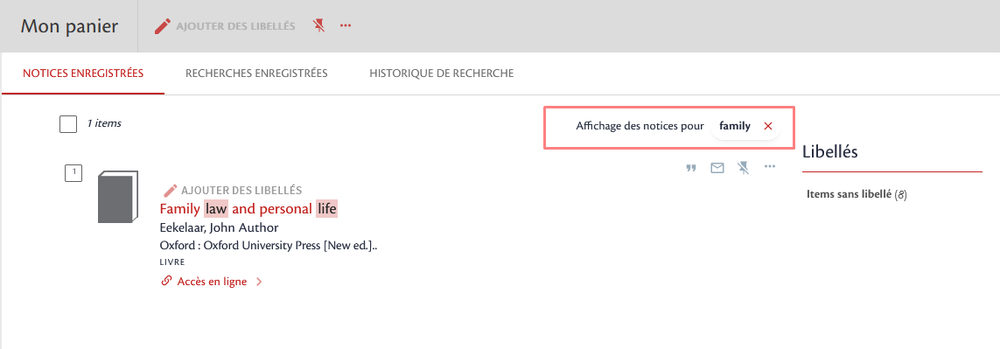 Mon panier
AJOUTER DES LIBELLÉS
NOTICES ENREGISTRÉES
RECHERCHES ENREGISTRÉES
HISTORIQUE DE RECHERCHE
1 items
Affichage des notices pour family
Libellés
Items sans libellé (8)
1
AJOUTER DES LIBELLÉS
Family law and personal life
Eekelaar, John Author
Oxford : Oxford University Press [New ed.]..
LIVRE
Accès en ligne